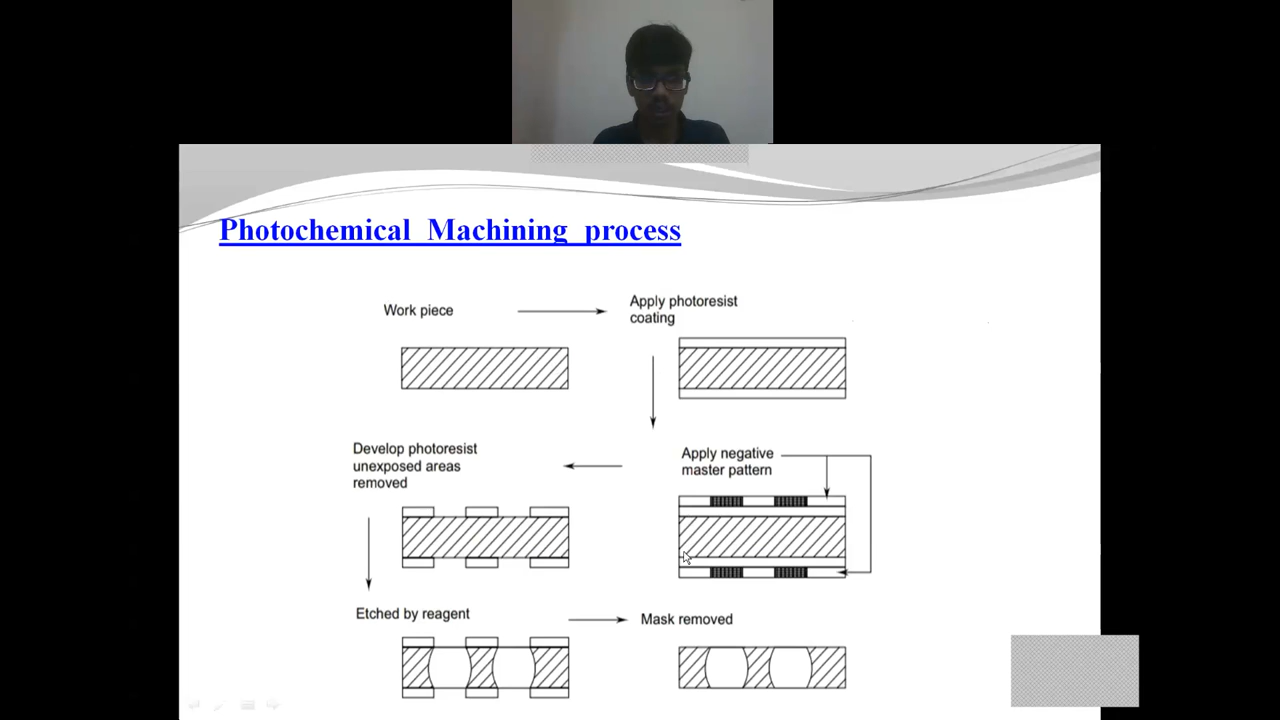 Photochemical Machining process
Work piece
Apply photoresist
coating
Apply negative
master pattern
Develop photoresist
unexposed areas
removed
Etched by reagent
Mask removed